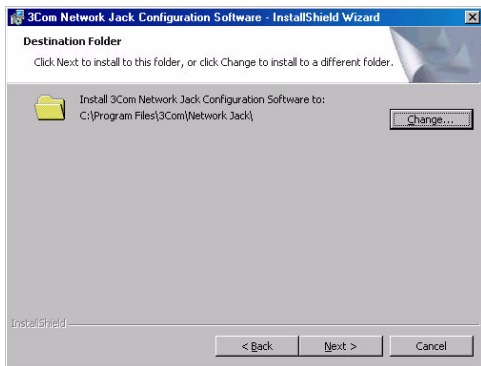 3Com Network Jack Configuration Software - InstallShield Wizard
Destination Folder
Click Next to install to this folder, or click Change to install to a different folder.
Install 3Com Network Jack Configuration Software to:
C:\Program Files\3Com\Network Jack\
Change...
InstallShield
< Back
Next >
Cancel